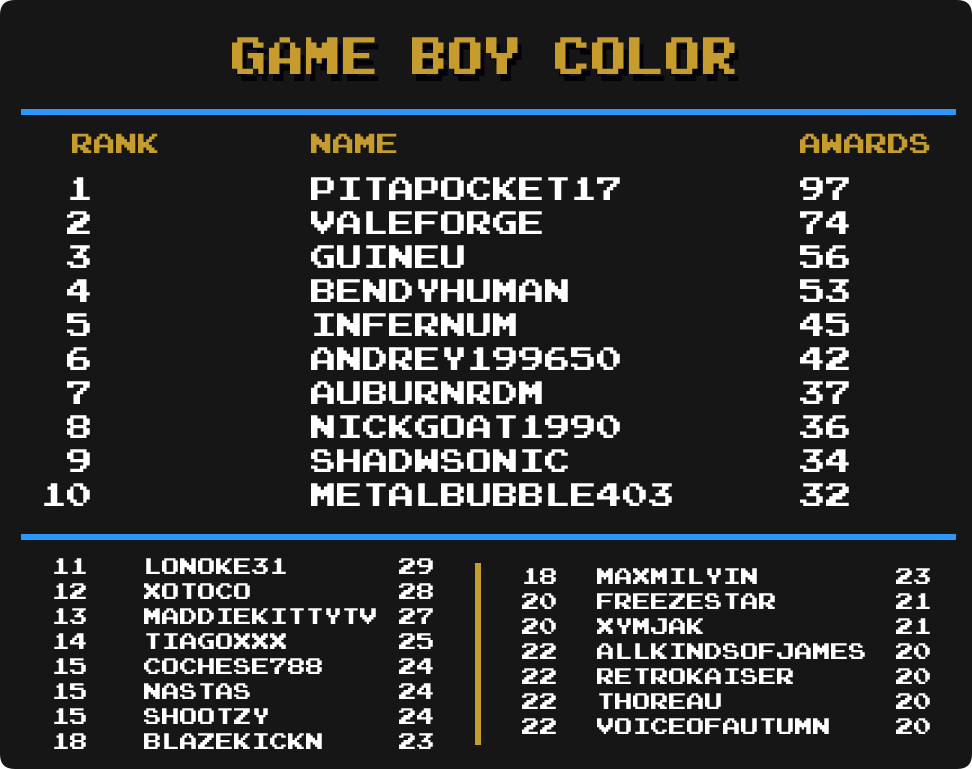 GAME BOY COLOR
RANK NAME AWARDS
1 PITAPOCKET17 97
2 VALEFORGE 74
3 GUINEU 56
4 BENDYHUMAN 53
5 INFERNUM 45
6 ANDREY199650 42
7 AUBURNRDM 37
8 NICKGOAT1990 36
9 SHADWSONIC 34
10 METALBUBBLE403 32
11 LONOKE31 29
12 XOTOCO 28
13 MADDIEKITTYTV 27
14 TIAGOXXX 25
15 COCHESE788 24
15 NASTAS 24
15 SHOOTZY 24
18 BLAZEKICKN 23
18 MAXMILYIN 23
20 FREEZESTAR 21
20 XYMJAK 21
22 ALLKINDSOFJAMES 20
22 RETROKAISER 20
22 THOREAU 20
22 VOICEOFAUTUMN 20